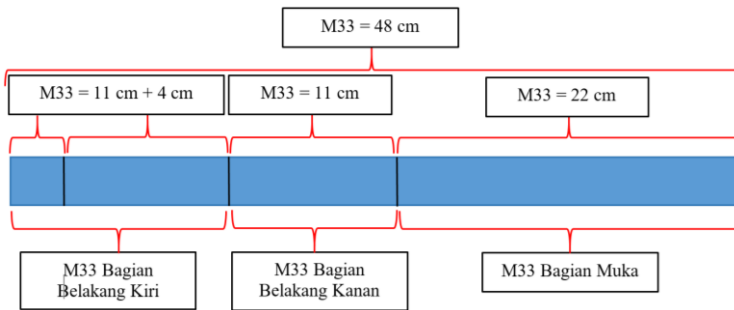 M33 = 48 cm
M33 = 11 cm + 4 cm
M33 = 11 cm
M33 = 22 cm
M33 Bagian
Belakang Kiri
M33 Bagian
Belakang Kanan
M33 Bagian Muka